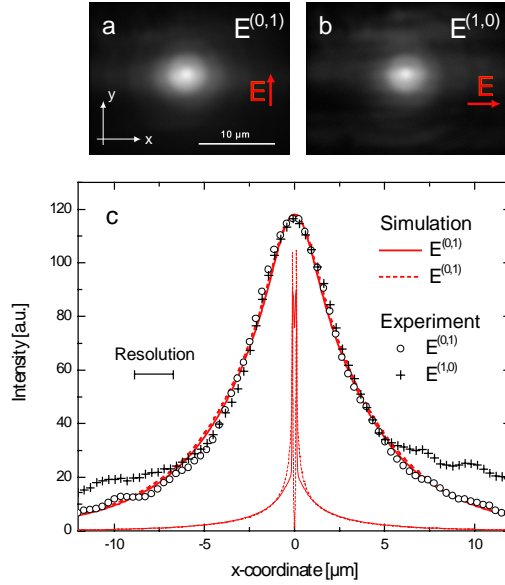 a E^(0,1)
E
y
x
10 µm
b E^(1,0)
E
c
Simulation
E^(0,1)
E^(0,1)
Experiment
E^(0,1)
E^(1,0)
Resolution
Intensity [a.u.]
120
100
80
60
40
20
0
-10 -5 0 5 10
x-coordinate [µm]